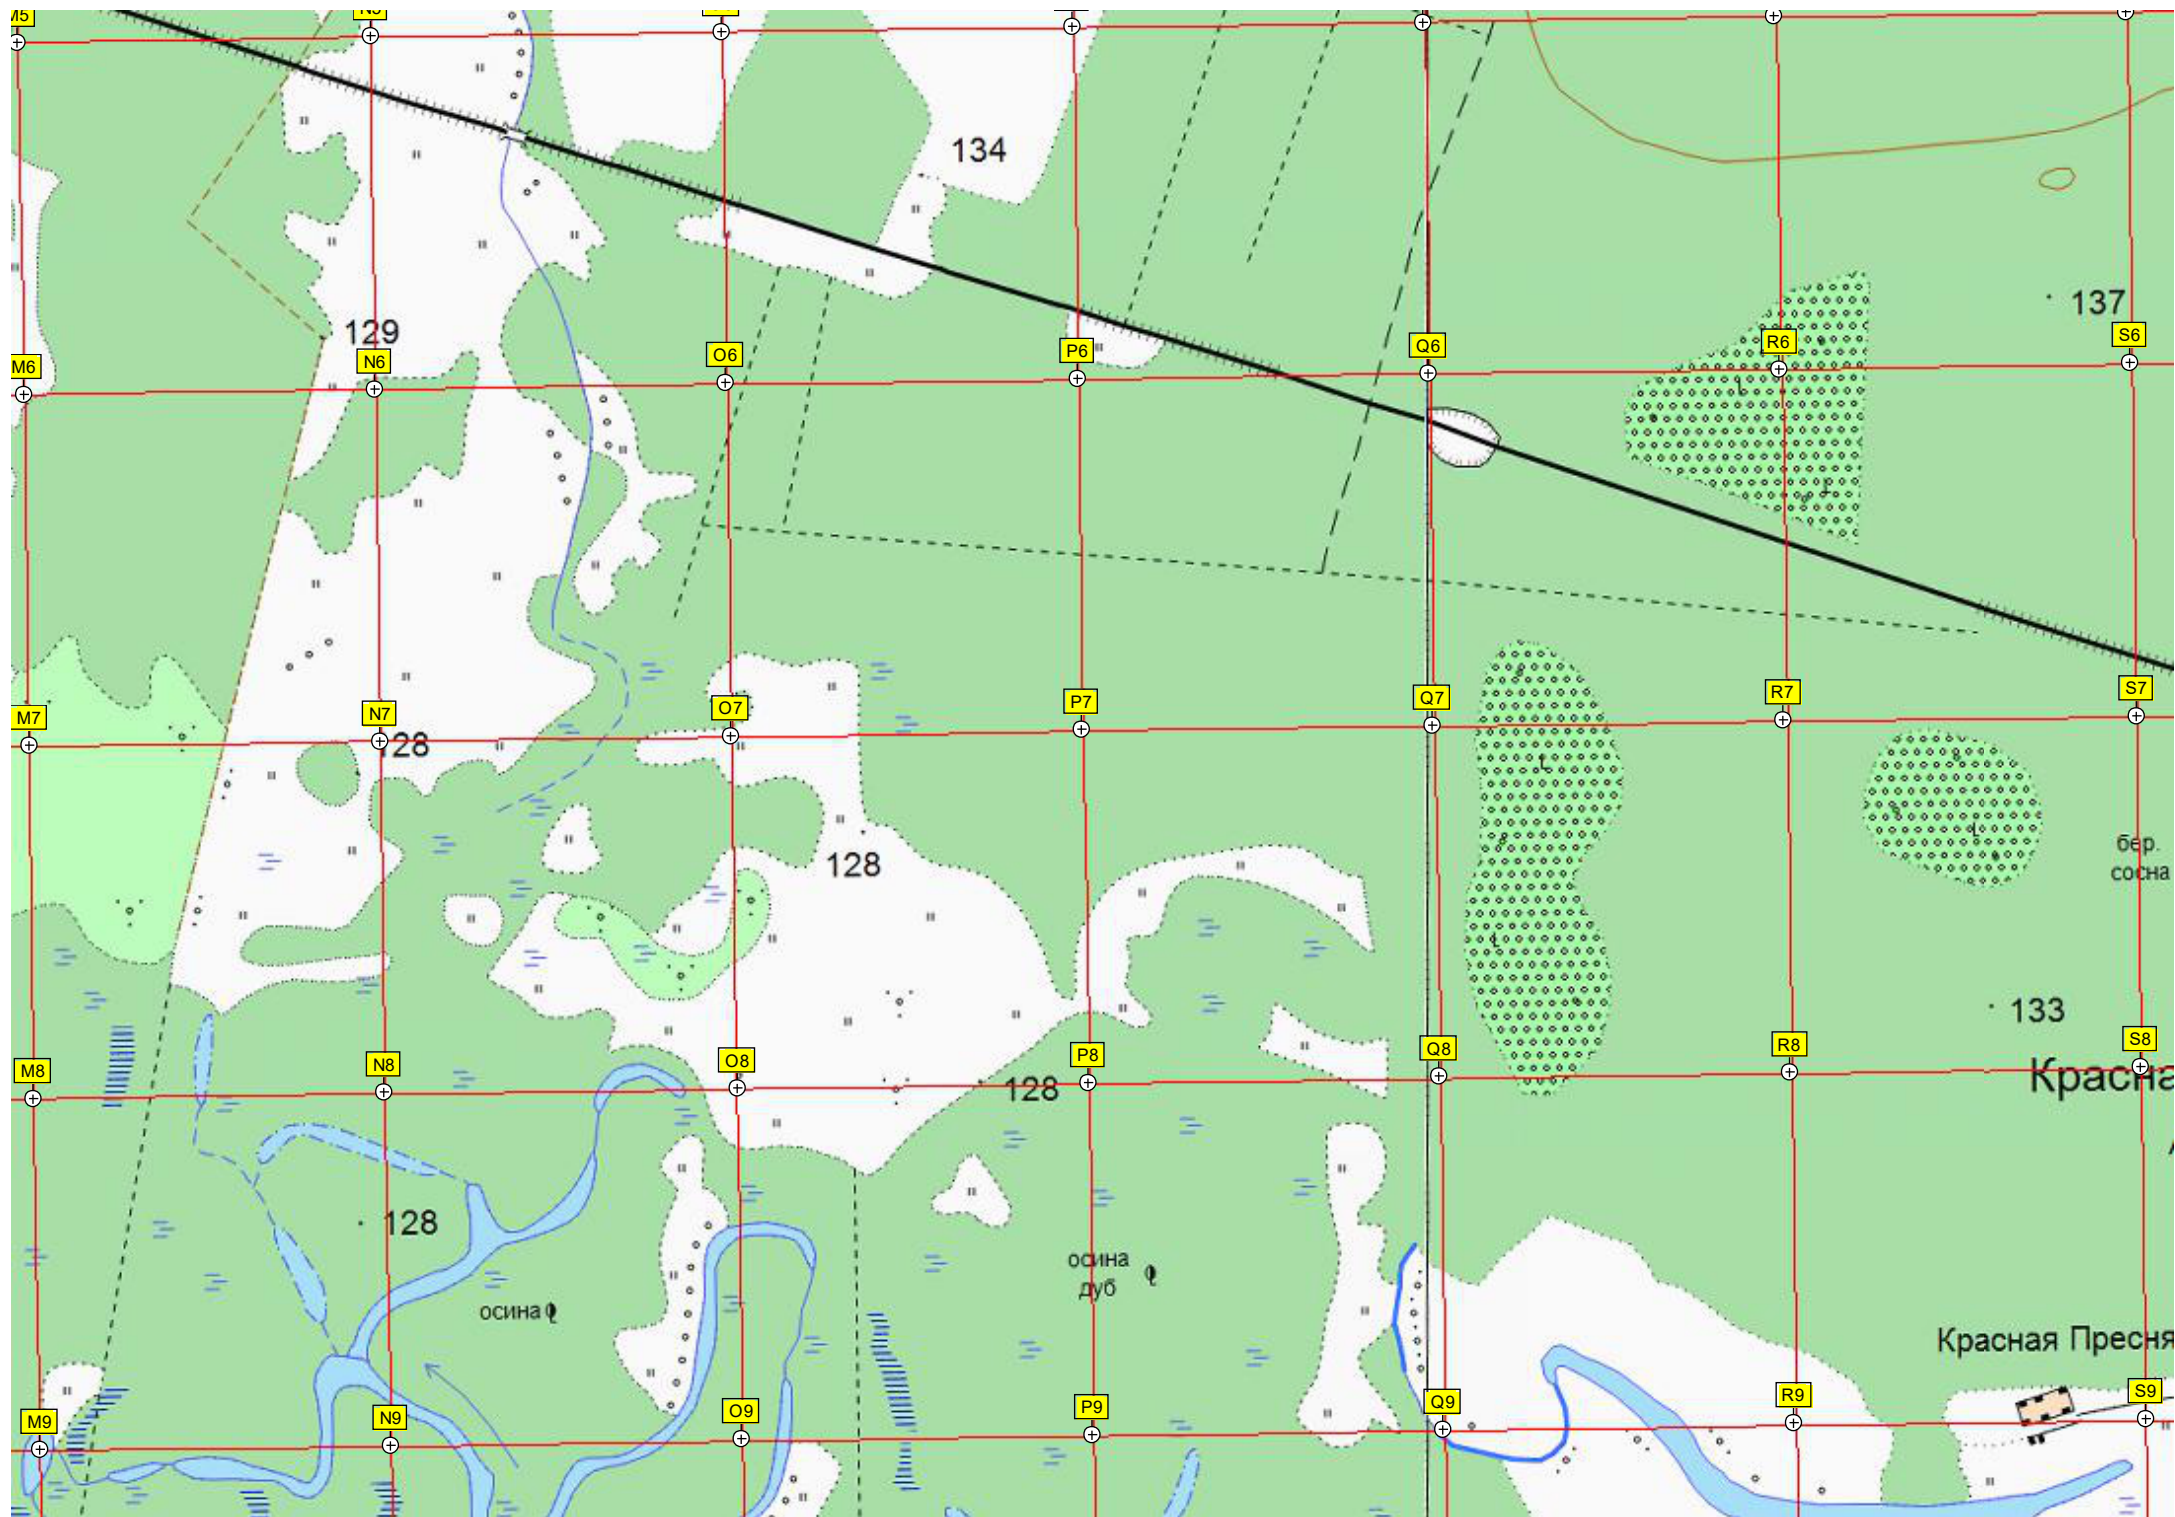 M5
N5
134
137
129
M6
N6
O6
P6
Q6
R6
S6
M7
N7
O7
P7
Q7
R7
S7
128
128
бер.
сосна
133
M8
N8
O8
P8
Q8
R8
S8
128
Красна
128
осина
дуб
осина
Красная Пресня
M9
N9
O9
P9
Q9
R9
S9